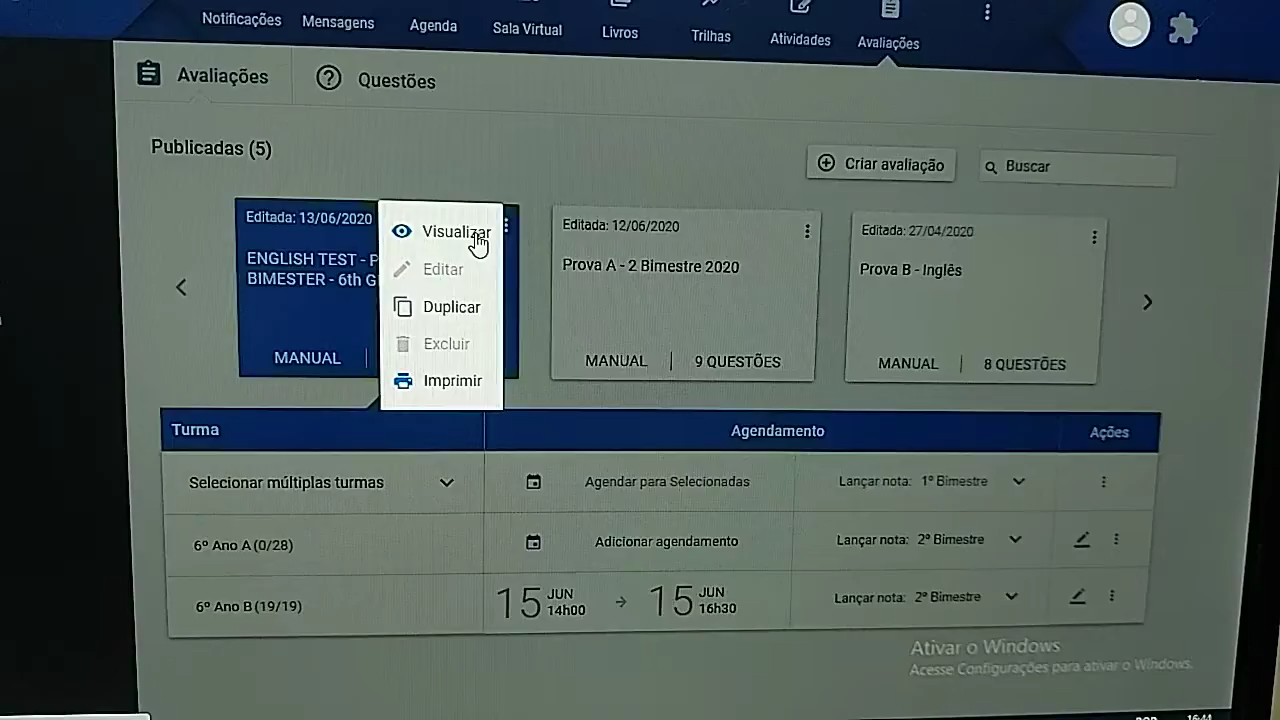 Notificações Mensagens Agenda Sala Virtual Livros Trilhas Atividades Avaliações
Avaliações Questões
Publicadas (5)
Criar avaliação Buscar
Editada: 13/06/2020
ENGLISH TEST - P
BIMESTER - 6th G
MANUAL
Visualizar
Editar
Duplicar
Excluir
Imprimir
Editada: 12/06/2020
Prova A - 2 Bimestre 2020
MANUAL | 9 QUESTÕES
Editada: 27/04/2020
Prova B - Inglês
MANUAL | 8 QUESTÕES
Turma Agendamento Ações
Selecionar múltiplas turmas Agendar para Selecionadas Lançar nota: 1º Bimestre
6º Ano A (0/28) Adicionar agendamento Lançar nota: 2º Bimestre
6º Ano B (19/19) 15 JUN 14h00 → 15 JUN 16h30 Lançar nota: 2º Bimestre
Ativar o Windows
Acesse Configurações para ativar o Windows.